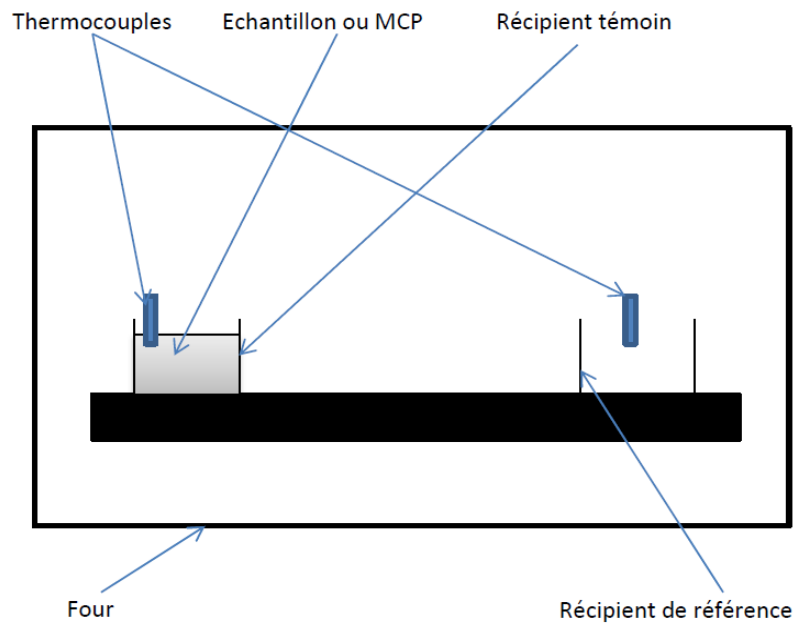 Thermocouples
Echantillon ou MCP
Récipient témoin
Four
Récipient de référence